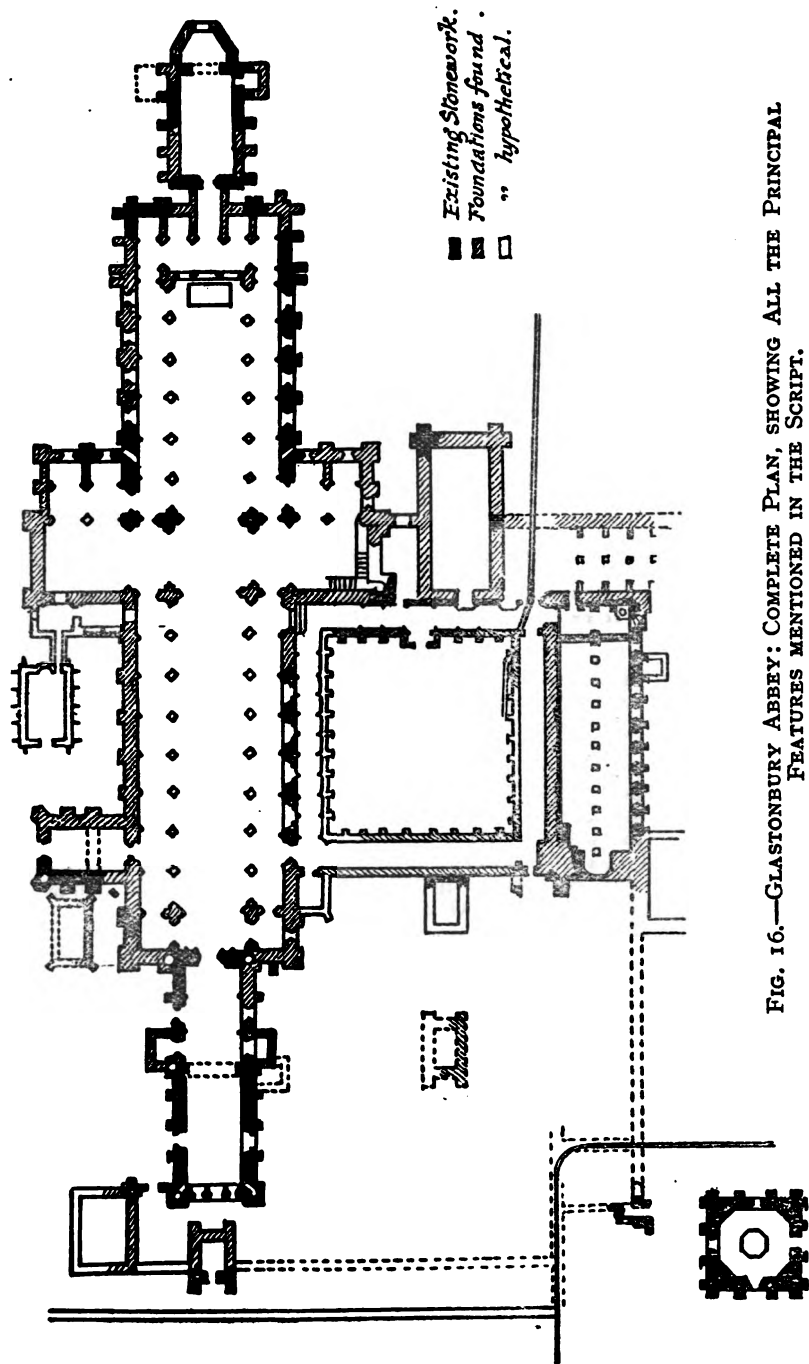 ■ Existing Stonework.
▨ Foundations found .
□ „ hypothetical.
FIG. 16.—GLASTONBURY ABBEY: COMPLETE PLAN, SHOWING ALL THE PRINCIPAL
FEATURES MENTIONED IN THE SCRIPT.